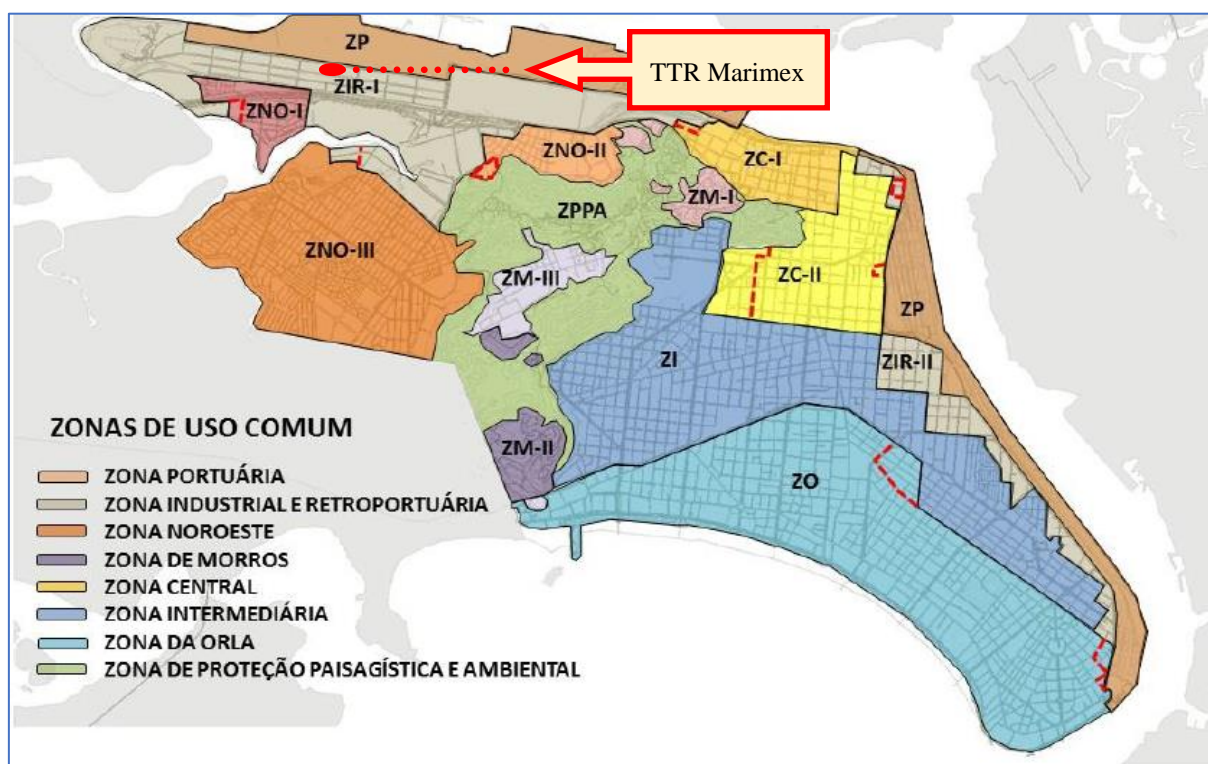 ZP
TTR Marimex
ZIR-I
ZNO-I
ZNO-II
ZC-I
ZM-I
ZPPA
ZNO-III
ZM-III
ZC-II
ZP
ZI
ZIR-II
ZM-II
ZO
ZONAS DE USO COMUM
ZONA PORTUÁRIA
ZONA INDUSTRIAL E RETROPORTUÁRIA
ZONA NOROESTE
ZONA DE MORROS
ZONA CENTRAL
ZONA INTERMEDIÁRIA
ZONA DA ORLA
ZONA DE PROTEÇÃO PAISAGÍSTICA E AMBIENTAL